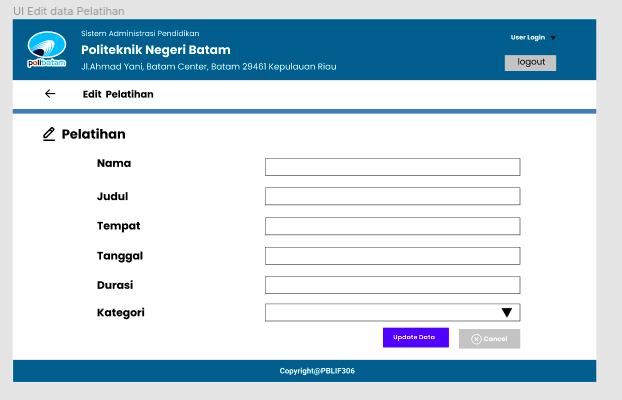 UI Edit data Pelatihan
Sistem Administrasi Pendidikan
Politeknik Negeri Batam
Jl.Ahmad Yani, Batam Center, Batam 29461 Kepulauan Riau
polibatam
User Login
logout
Edit Pelatihan
Pelatihan
Nama
Judul
Tempat
Tanggal
Durasi
Kategori
Update Data
Cancel
Copyright@PBLIF306